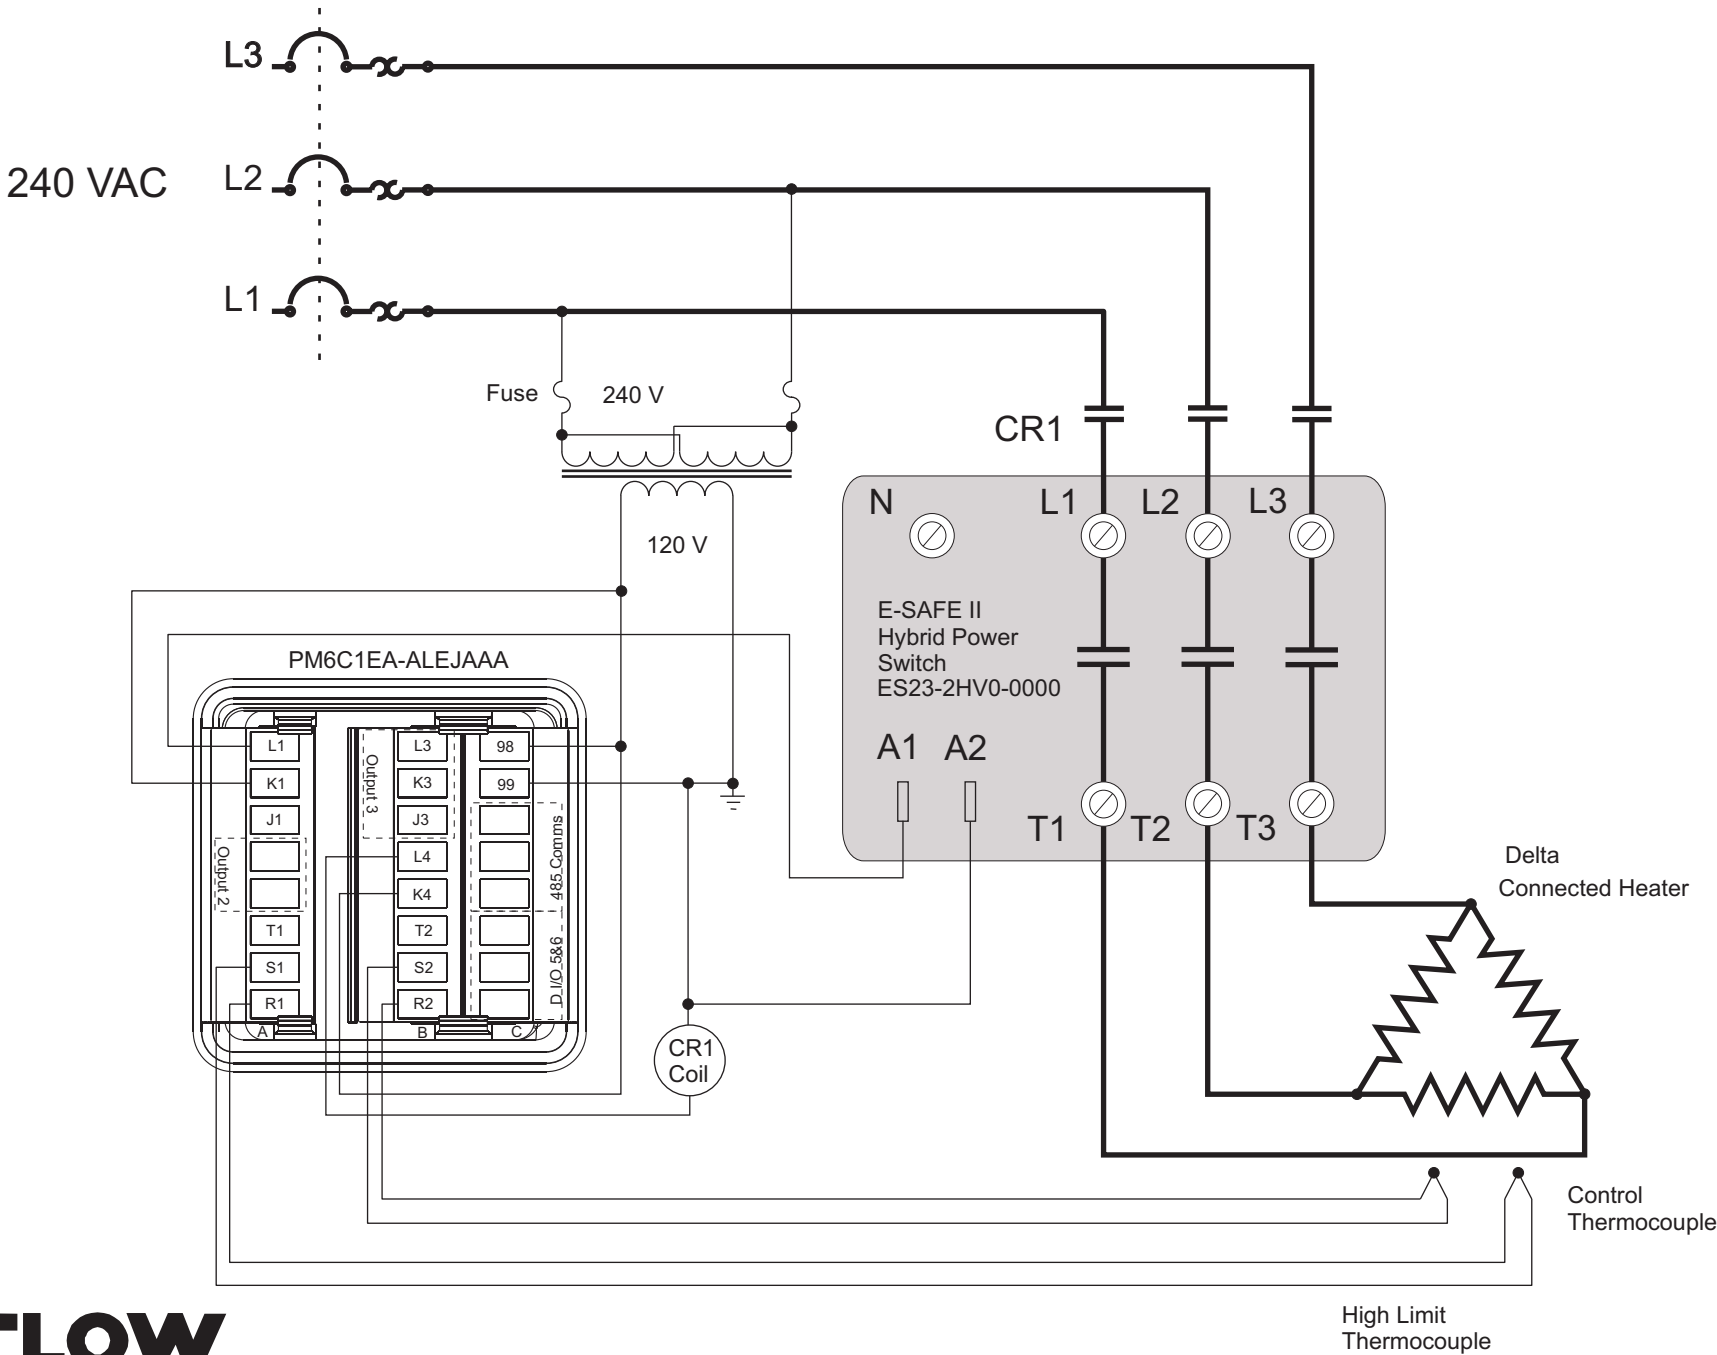 L3
240 VAC
L2
L1
Fuse
240 V
CR1
120 V
N
L1
L2
L3
E-SAFE II
Hybrid Power
Switch
ES23-2HV0-0000
A1
A2
T1
T2
T3
PM6C1EA-ALEJAAA
L1
K1
J1
Output 2
T1
S1
R1
A
Output 3
L3
K3
J3
L4
K4
T2
S2
R2
B
98
99
485 Comms
D I/O 5&6
C
CR1
Coil
Delta
Connected Heater
Control
Thermocouple
High Limit
Thermocouple
TLOW